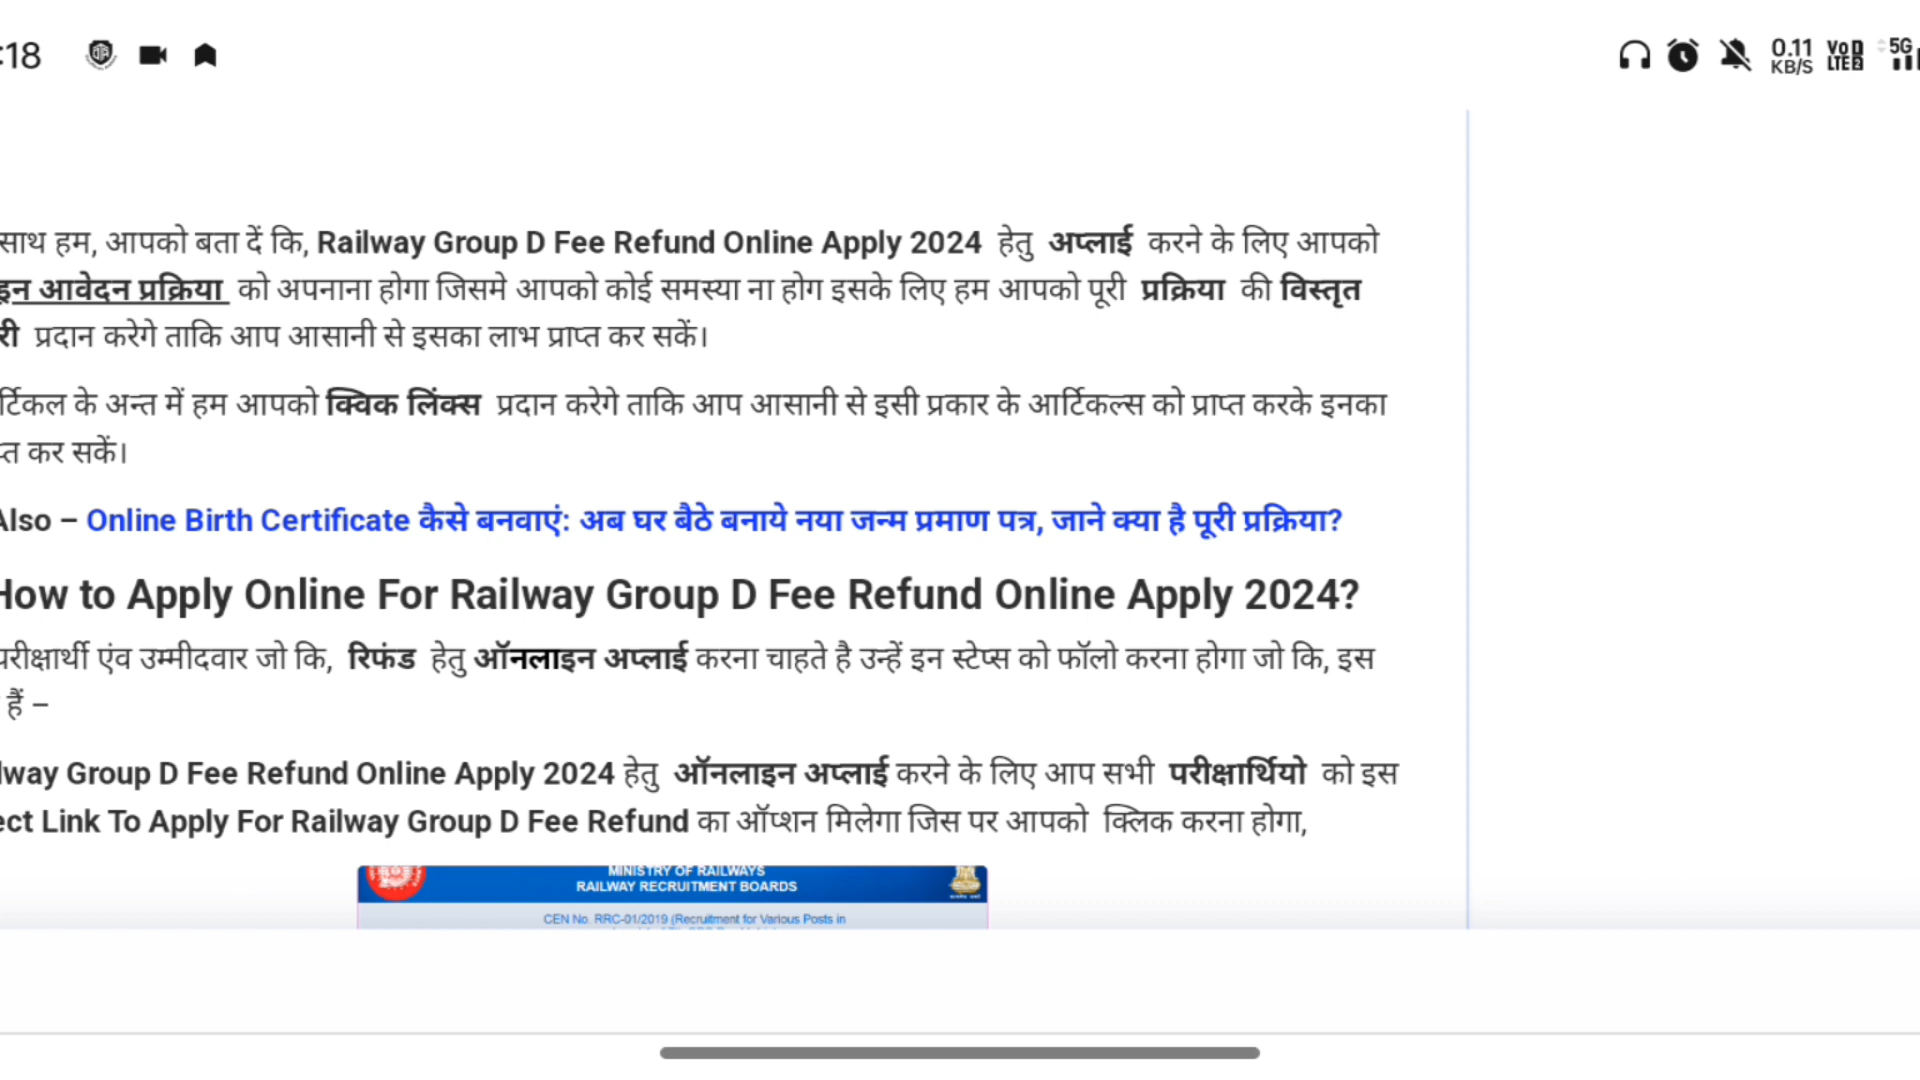 :18 0.11 KB/S VoD LTE2 5G
साथ हम, आपको बता दें कि, Railway Group D Fee Refund Online Apply 2024 हेतु अप्लाई करने के लिए आपको
इन आवेदन प्रक्रिया को अपनाना होगा जिसमे आपको कोई समस्या ना होग इसके लिए हम आपको पूरी प्रक्रिया की विस्तृत
री प्रदान करेगे ताकि आप आसानी से इसका लाभ प्राप्त कर सकें।
र्टिकल के अन्त में हम आपको क्विक लिंक्स प्रदान करेगे ताकि आप आसानी से इसी प्रकार के आर्टिकल्स को प्राप्त करके इनका
प्त कर सकें।
Also – Online Birth Certificate कैसे बनवाएं: अब घर बैठे बनाये नया जन्म प्रमाण पत्र, जाने क्या है पूरी प्रक्रिया?
How to Apply Online For Railway Group D Fee Refund Online Apply 2024?
परीक्षार्थी एंव उम्मीदवार जो कि, रिफंड हेतु ऑनलाइन अप्लाई करना चाहते है उन्हें इन स्टेप्स को फॉलो करना होगा जो कि, इस
हैं –
lway Group D Fee Refund Online Apply 2024 हेतु ऑनलाइन अप्लाई करने के लिए आप सभी परीक्षार्थियो को इस
ect Link To Apply For Railway Group D Fee Refund का ऑप्शन मिलेगा जिस पर आपको क्लिक करना होगा,
MINISTRY OF RAILWAYS
RAILWAY RECRUITMENT BOARDS
CEN No. RRC-01/2019 (Recruitment for Various Posts in